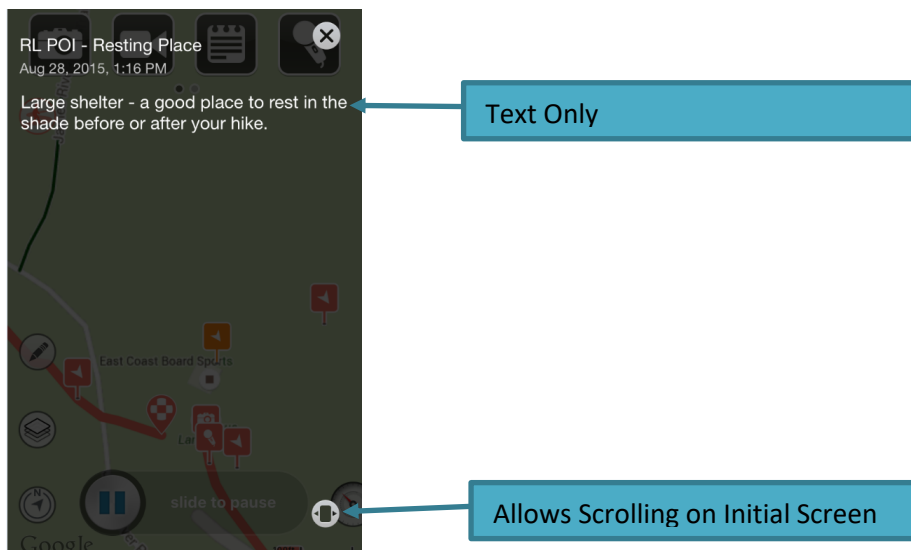 RL POI - Resting Place
Aug 28, 2015, 1:16 PM
Large shelter - a good place to rest in the
shade before or after your hike.
Text Only
East Coast Board Sports
N
slide to pause
Allows Scrolling on Initial Screen
Google